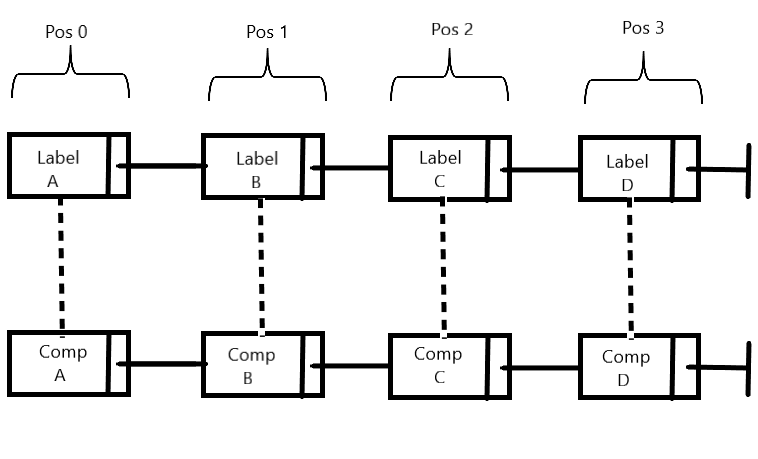 Pos 0
Pos 1
Pos 2
Pos 3
Label
A
Label
B
Label
C
Label
D
Comp
A
Comp
B
Comp
C
Comp
D